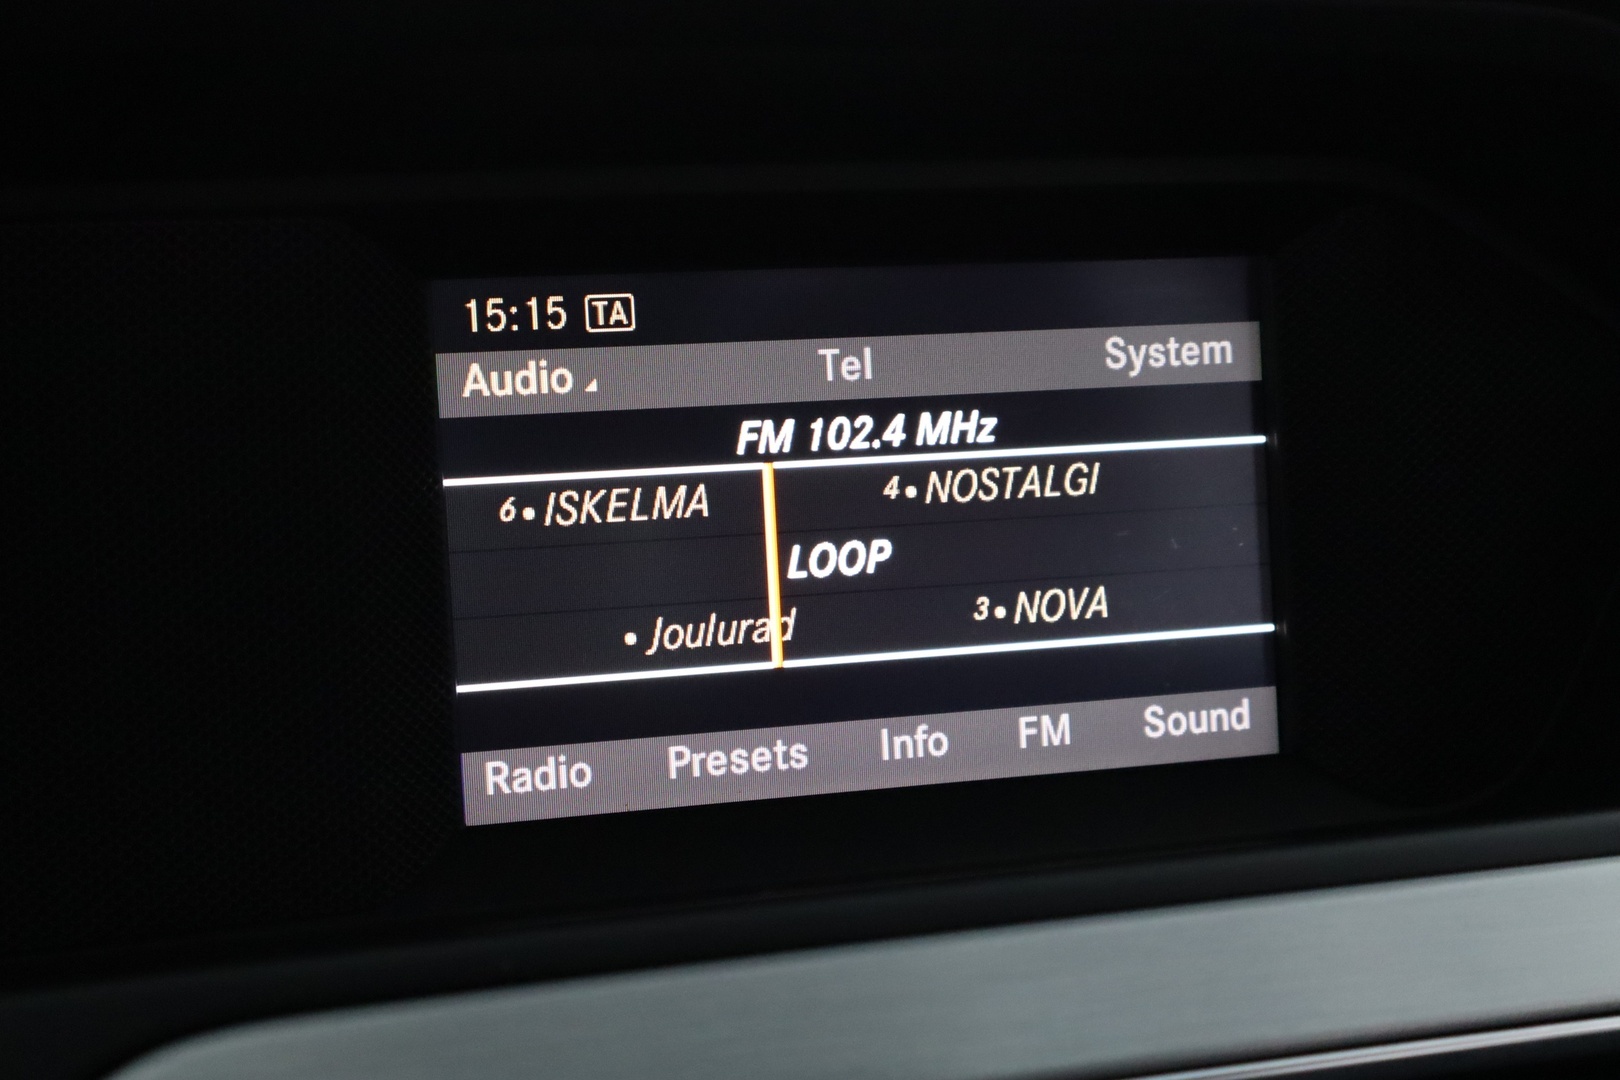 15:15 TA
Audio Tel System
FM 102.4 MHz
6•ISKELMA 4•NOSTALGI
LOOP
•Joulurad 3•NOVA
Radio Presets Info FM Sound